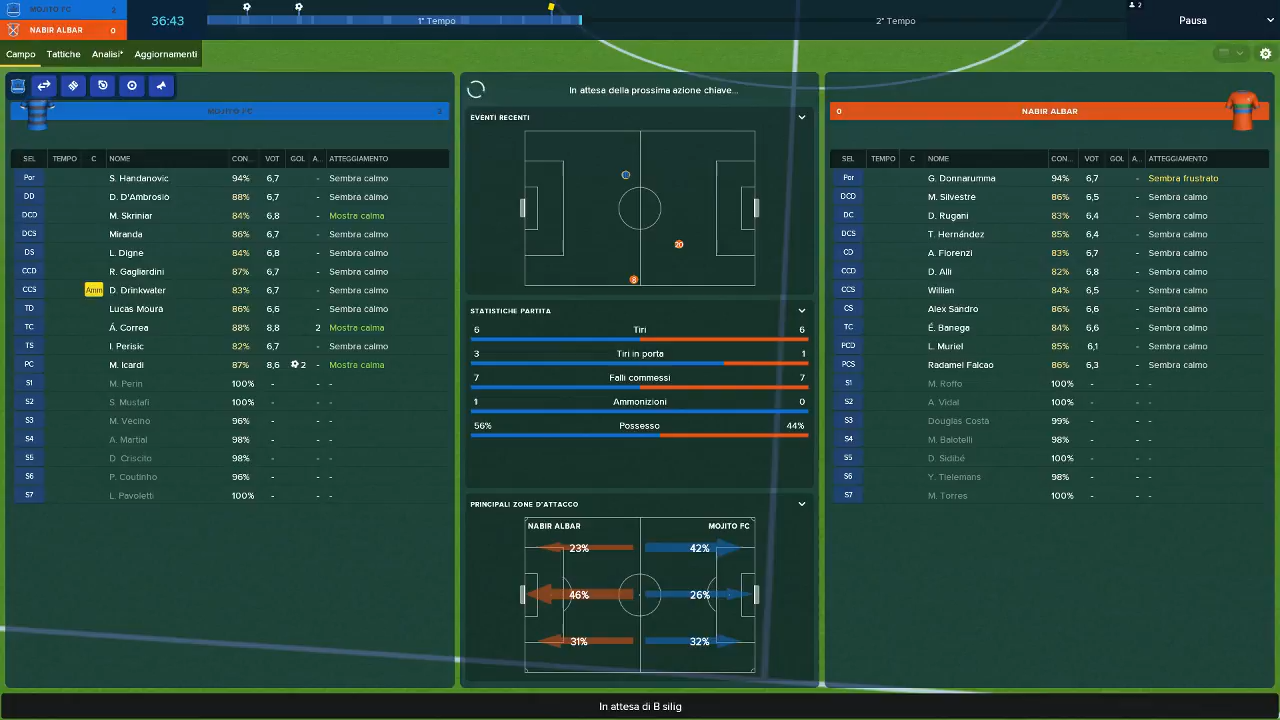 MOJITO FC 2
NABIR ALBAR 0
36:43
1° Tempo
2° Tempo
2
Pausa
Campo Tattiche Analisi Aggiornamenti
MOJITO FC
SEL TEMPO C NOME CON... VOT GOL A... ATTEGGIAMENTO
Por S. Handanovic 94% 6,7 - Sembra calmo
DD D. D'Ambrosio 88% 6,7 - Sembra calmo
DCD M. Skriniar 84% 6,8 - Mostra calma
DCS Miranda 86% 6,7 - Sembra calmo
DS L. Digne 84% 6,8 - Sembra calmo
CCD R. Gagliardini 87% 6,7 - Sembra calmo
CCS Amm D. Drinkwater 83% 6,7 - Sembra calmo
TD Lucas Moura 86% 6,6 - Sembra calmo
TC Á. Correa 88% 8,8 2 Mostra calma
TS I. Perisic 82% 6,7 - Sembra calmo
PC M. Icardi 87% 8,6 2 - Mostra calma
S1 M. Perin 100% - - -
S2 S. Mustafi 100% - - -
S3 M. Vecino 96% - - -
S4 A. Martial 98% - - -
S5 D. Criscito 98% - - -
S6 P. Coutinho 96% - - -
S7 L. Pavoletti 100% - - -
In attesa della prossima azione chiave...
EVENTI RECENTI
20
8
STATISTICHE PARTITA
6 Tiri 6
3 Tiri in porta 1
7 Falli commessi 7
1 Ammonizioni 0
56% Possesso 44%
PRINCIPALI ZONE D'ATTACCO
NABIR ALBAR MOJITO FC
23% 42%
46% 26%
31% 32%
0 NABIR ALBAR
SEL TEMPO C NOME CON... VOT GOL A... ATTEGGIAMENTO
Por G. Donnarumma 94% 6,7 - Sembra frustrato
DCD M. Silvestre 86% 6,5 - Sembra calmo
DC D. Rugani 83% 6,4 - Sembra calmo
DCS T. Hernández 85% 6,4 - Sembra calmo
CD A. Florenzi 83% 6,7 - Sembra calmo
CCD D. Alli 82% 6,8 - Sembra calmo
CCS Willian 84% 6,5 - Sembra calmo
CS Alex Sandro 86% 6,6 - Sembra calmo
TC É. Banega 84% 6,6 - Sembra calmo
PCD L. Muriel 85% 6,1 - Sembra calmo
PCS Radamel Falcao 86% 6,3 - Sembra calmo
S1 M. Roffo 100% - - -
S2 A. Vidal 100% - - -
S3 Douglas Costa 99% - - -
S4 M. Balotelli 98% - - -
S5 D. Sidibé 100% - - -
S6 Y. Tielemans 98% - - -
S7 M. Torres 100% - - -
In attesa di B silig